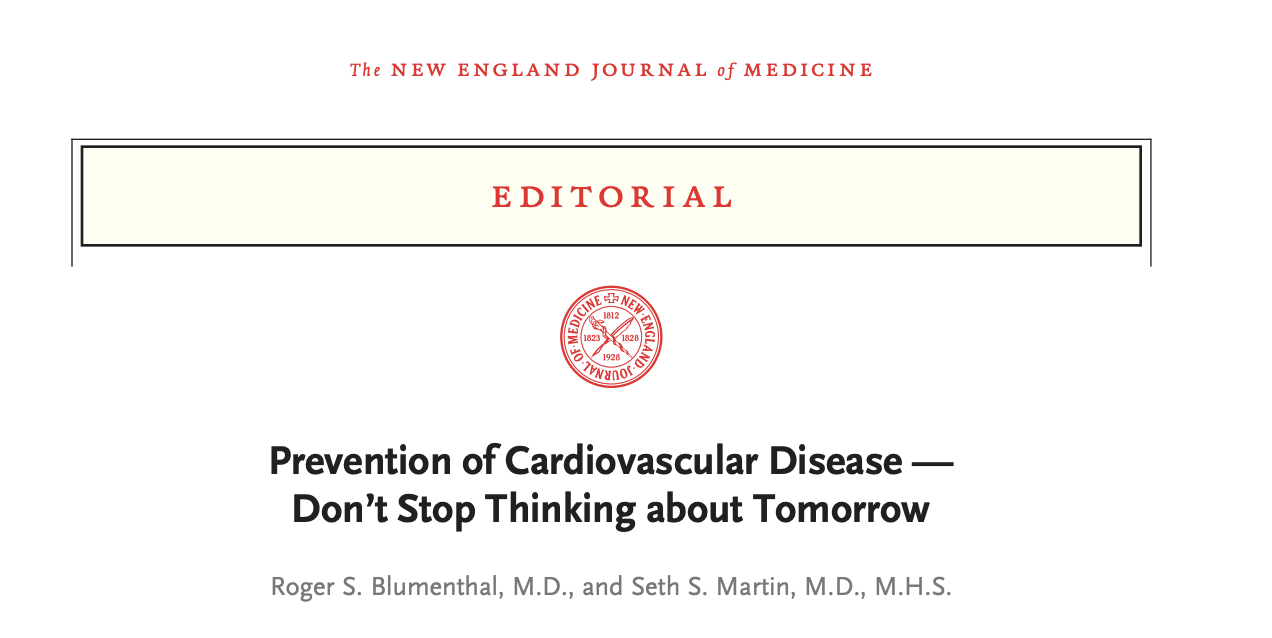 The NEW ENGLAND JOURNAL of MEDICINE
EDITORIAL
NEW ENGLAND JOURNAL OF MEDICINE
1812
1823
1828
1928
Prevention of Cardiovascular Disease —
Don’t Stop Thinking about Tomorrow
Roger S. Blumenthal, M.D., and Seth S. Martin, M.D., M.H.S.